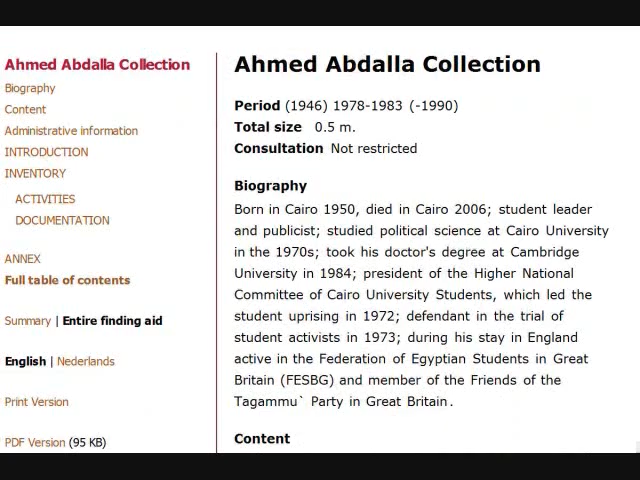 Ahmed Abdalla Collection
Biography
Content
Administrative information
INTRODUCTION
INVENTORY
ACTIVITIES
DOCUMENTATION
ANNEX
Full table of contents
Summary | Entire finding aid
English | Nederlands
Print Version
PDF Version (95 KB)
Ahmed Abdalla Collection
Period (1946) 1978-1983 (-1990)
Total size 0.5 m.
Consultation Not restricted
Biography
Born in Cairo 1950, died in Cairo 2006; student leader
and publicist; studied political science at Cairo University
in the 1970s; took his doctor's degree at Cambridge
University in 1984; president of the Higher National
Committee of Cairo University Students, which led the
student uprising in 1972; defendant in the trial of
student activists in 1973; during his stay in England
active in the Federation of Egyptian Students in Great
Britain (FESBG) and member of the Friends of the
Tagammu` Party in Great Britain.
Content